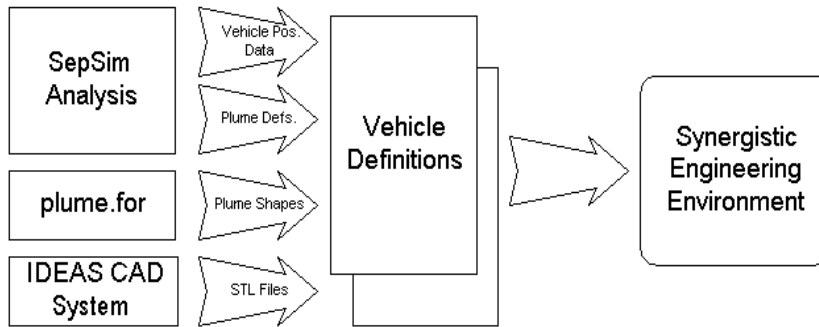 SepSim
Analysis
Vehicle Pos.
Data
Plume Defs.
plume.for
Plume Shapes
IDEAS CAD
System
STL Files
Vehicle
Definitions
Synergistic
Engineering
Environment